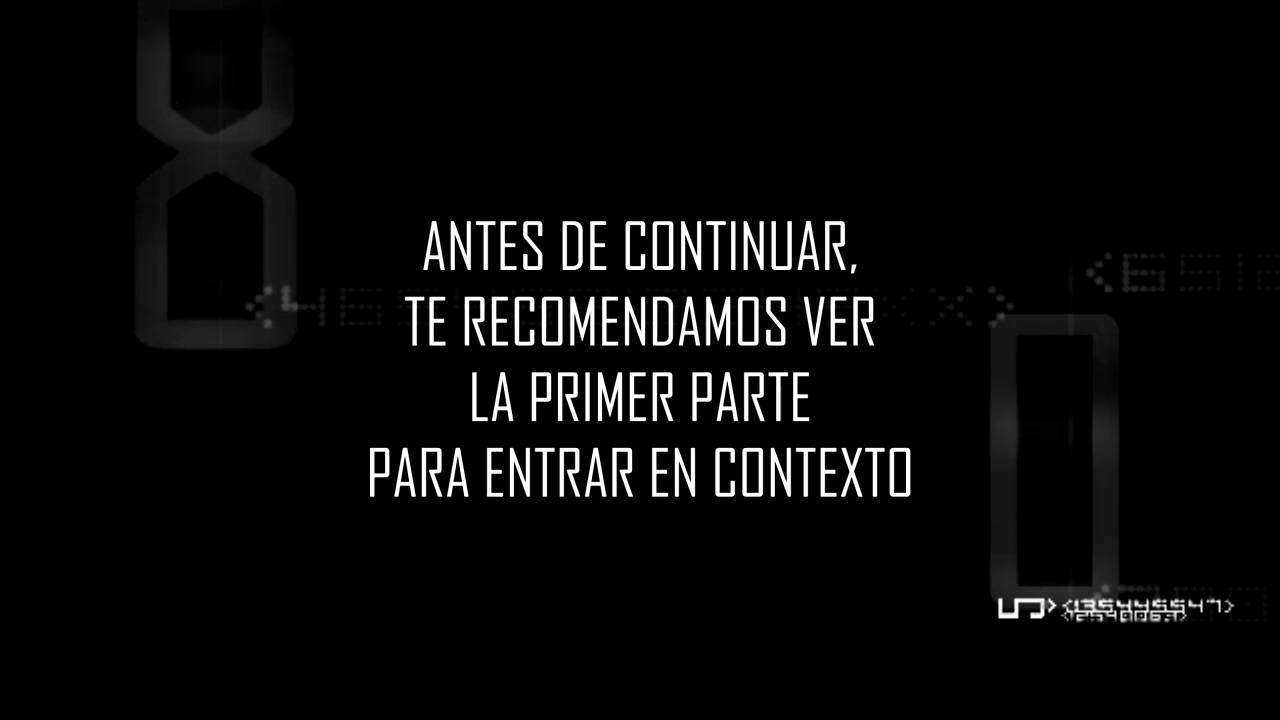 ANTES DE CONTINUAR,
TE RECOMENDAMOS VER
LA PRIMER PARTE
PARA ENTRAR EN CONTEXTO